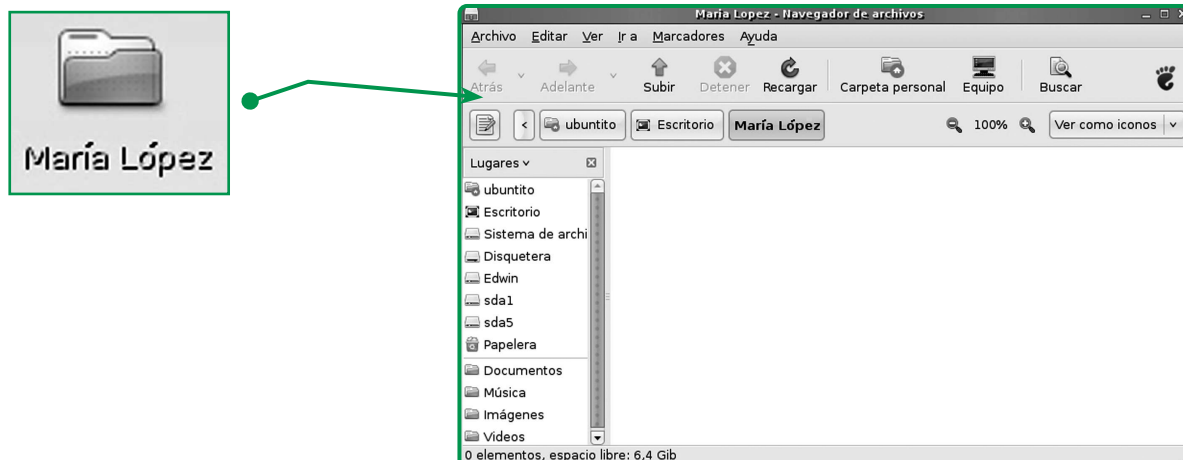 María López
Maria Lopez - Navegador de archivos
Archivo Editar Ver Ir a Marcadores Ayuda
Atrás Adelante Subir Detener Recargar Carpeta personal Equipo Buscar
< ubuntito Escritorio María López 100% Ver como iconos
Lugares
ubuntito
Escritorio
Sistema de archi
Disquetera
Edwin
sda1
sda5
Papelera
Documentos
Música
Imágenes
Videos
0 elementos, espacio libre: 6,4 Gib